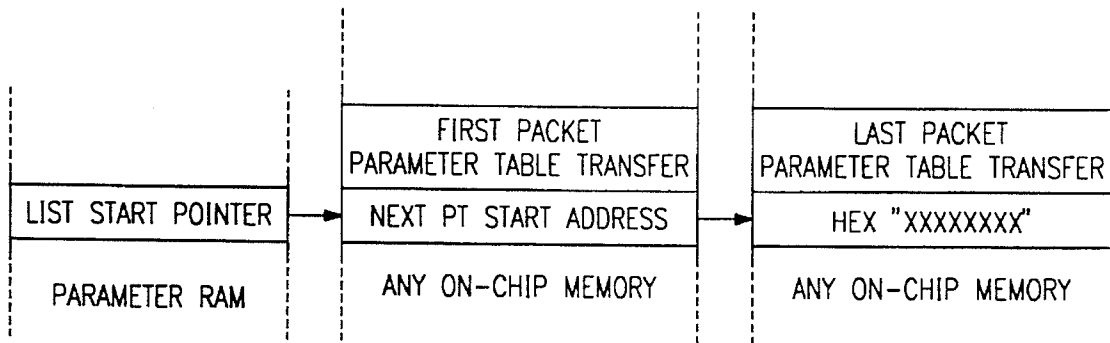 LIST START POINTER
PARAMETER RAM
FIRST PACKET
PARAMETER TABLE TRANSFER
NEXT PT START ADDRESS
ANY ON-CHIP MEMORY
LAST PACKET
PARAMETER TABLE TRANSFER
HEX "XXXXXXXX"
ANY ON-CHIP MEMORY